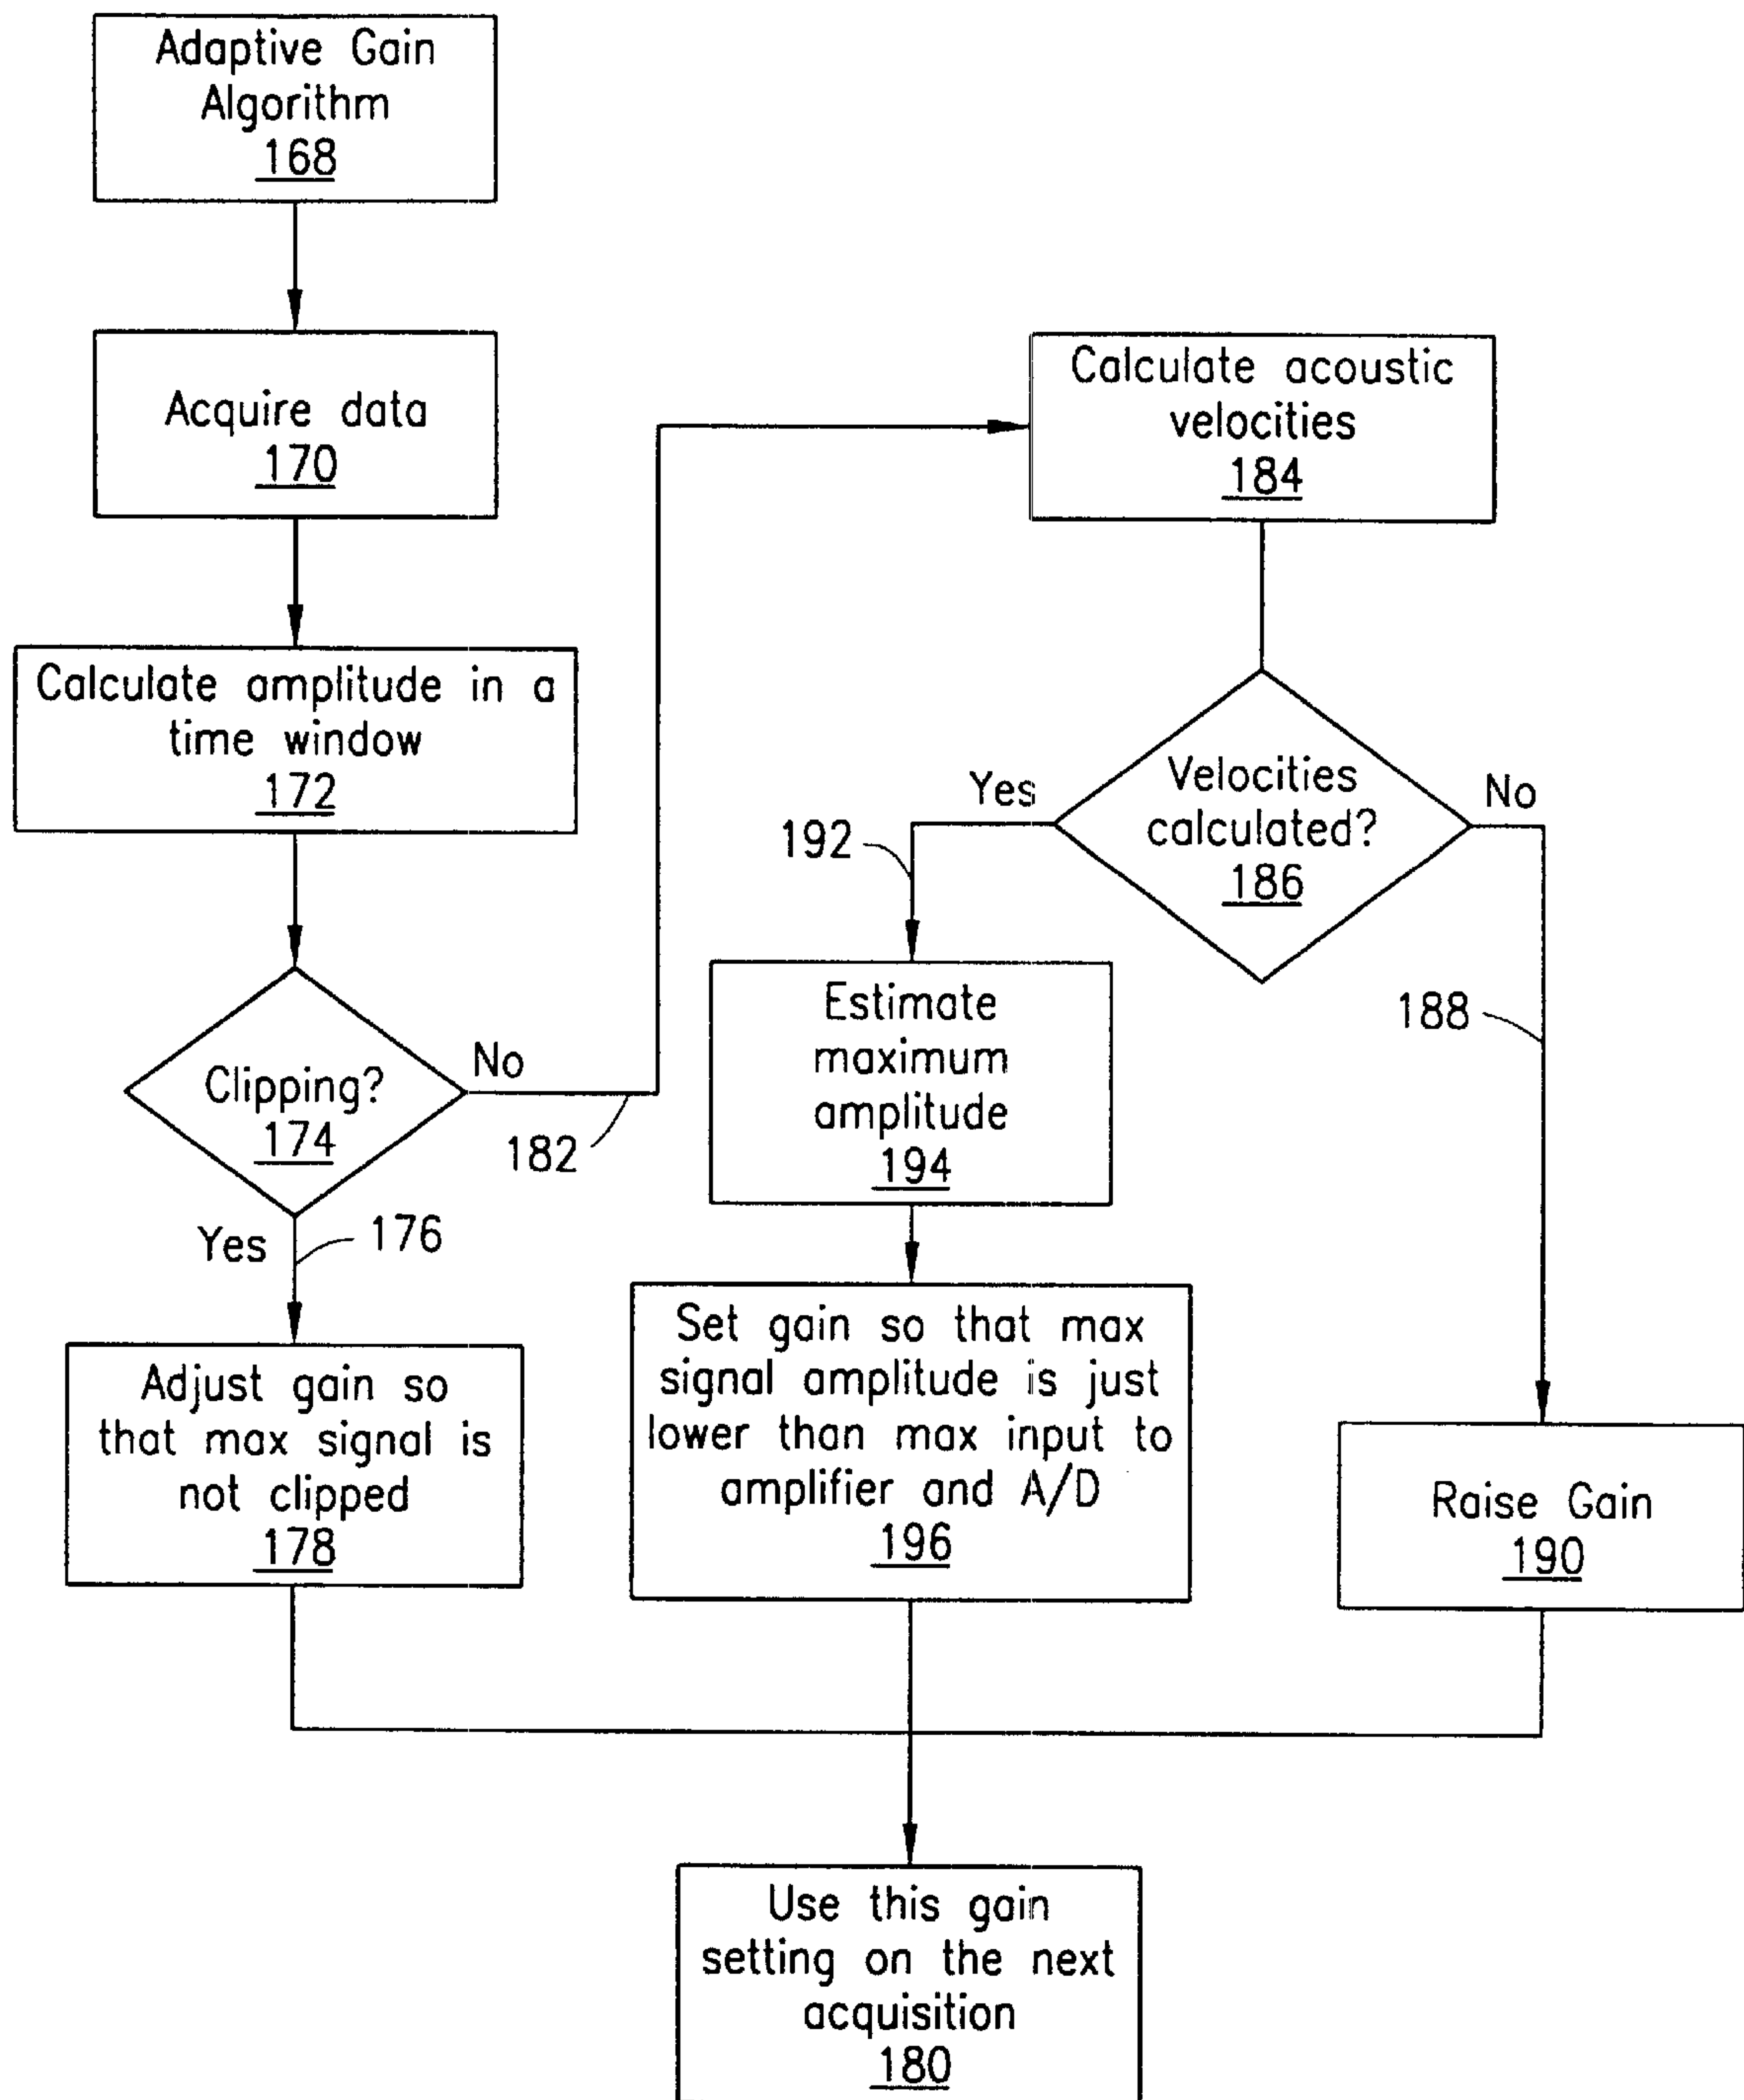 Adaptive Gain
Algorithm
168
Acquire data
170
Calculate amplitude in a
time window
172
Clipping?
174
No
182
Yes
176
Adjust gain so
that max signal is
not clipped
178
Calculate acoustic
velocities
184
Velocities
calculated?
186
Yes
192
No
188
Estimate
maximum
amplitude
194
Set gain so that max
signal amplitude is just
lower than max input to
amplifier and A/D
196
Raise Gain
190
Use this gain
setting on the next
acquisition
180